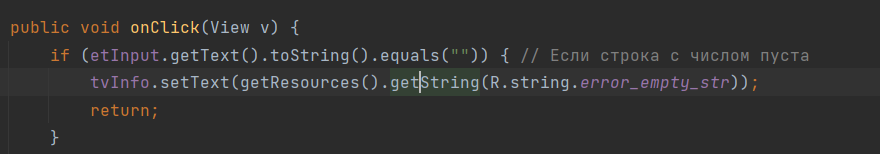 public void onClick(View v) {
if (etInput.getText().toString().equals("")) { // Если строка с числом пуста
tvInfo.setText(getResources().getString(R.string.error_empty_str));
return;
}